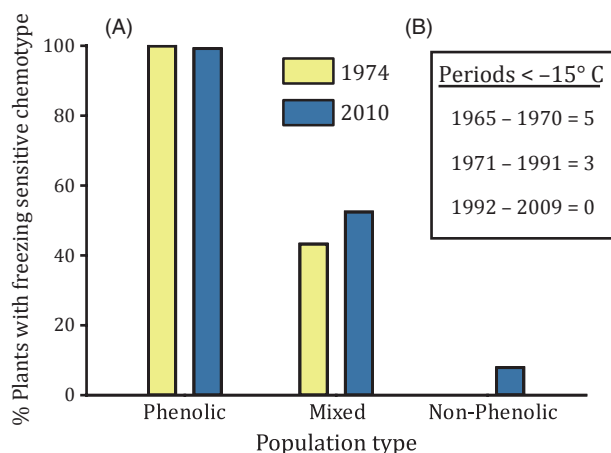 (A)
(B)
% Plants with freezing sensitive chemotype
100
80
60
40
20
0
1974
2010
Periods < –15° C
1965 – 1970 = 5
1971 – 1991 = 3
1992 – 2009 = 0
Phenolic Mixed Non-Phenolic
Population type